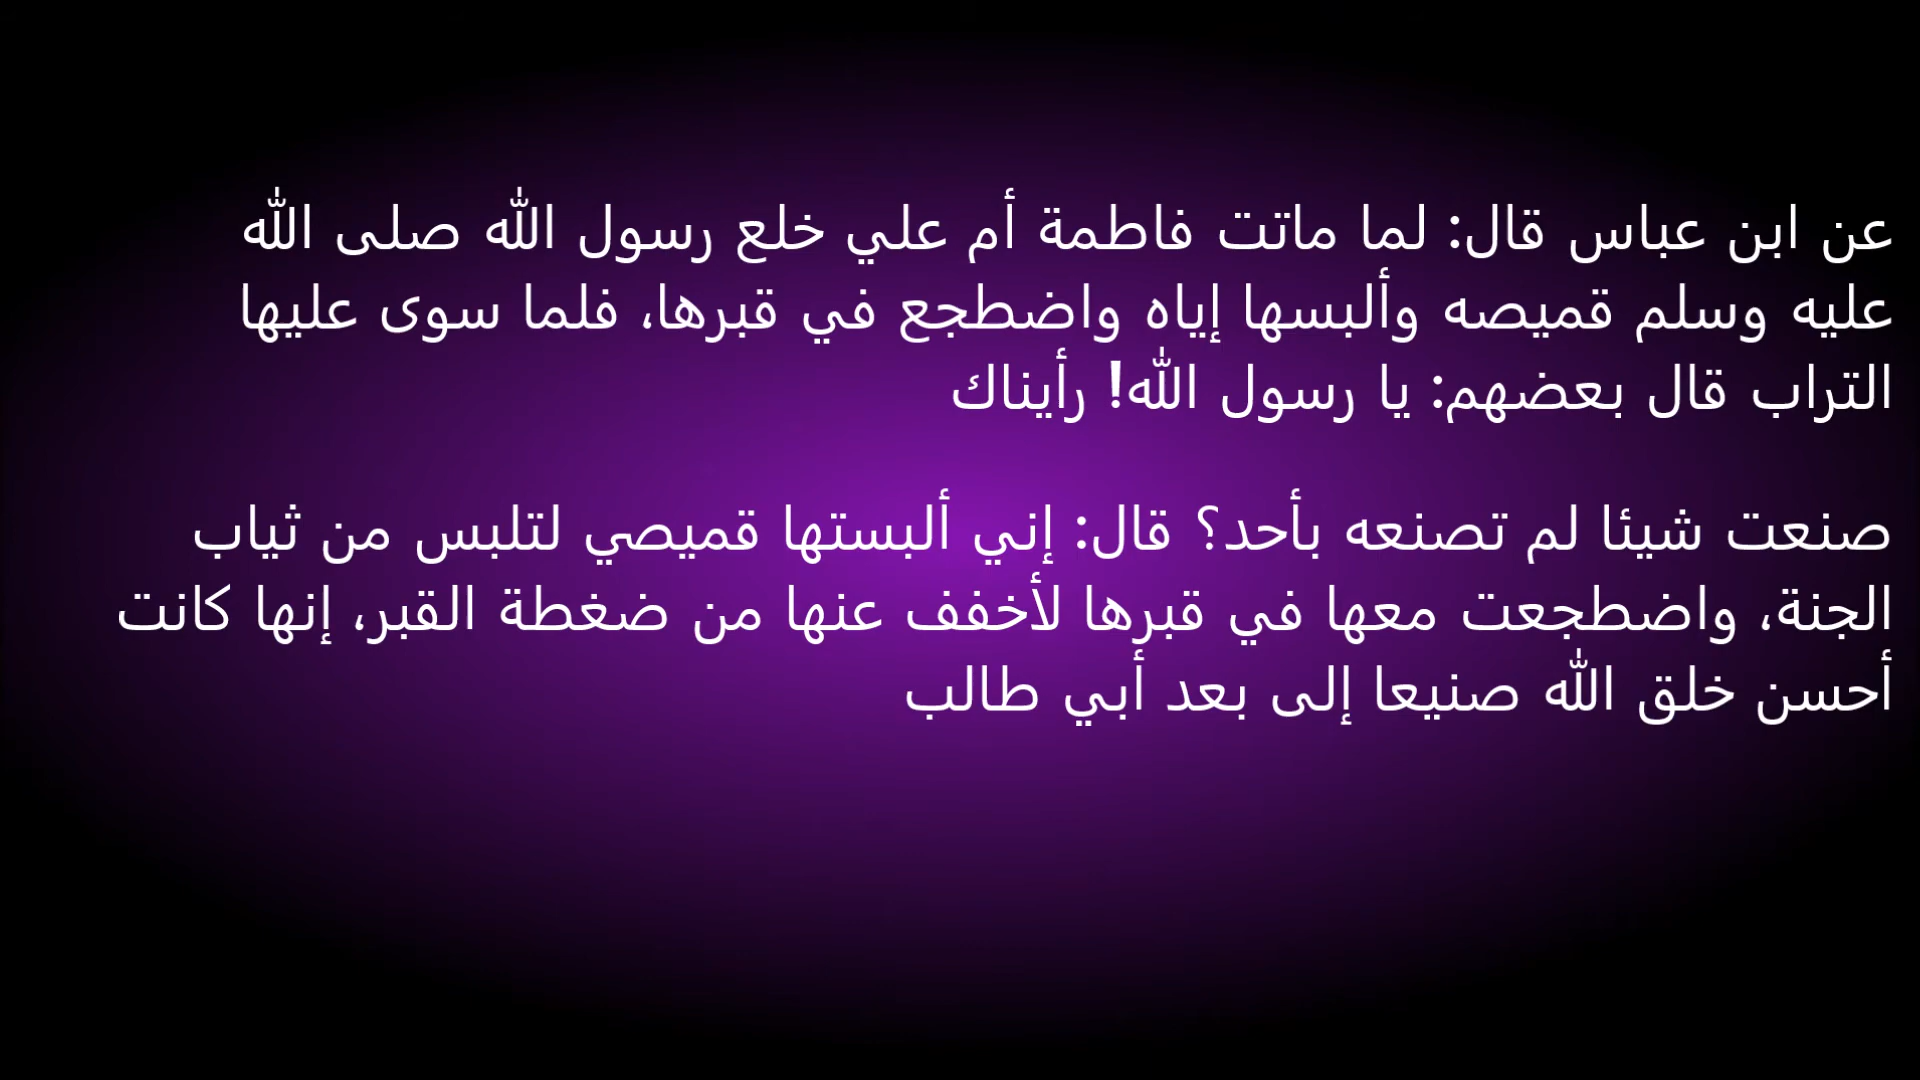 عن ابن عباس قال: لما ماتت فاطمة أم علي خلع رسول الله صلى الله
عليه وسلم قميصه وألبسها إياه واضطجع في قبرها، فلما سوى عليها
التراب قال بعضهم: يا رسول الله! رأيناك
صنعت شيئا لم تصنعه بأحد؟ قال: إني ألبستها قميصي لتلبس من ثياب
الجنة، واضطجعت معها في قبرها لأخفف عنها من ضغطة القبر، إنها كانت
أحسن خلق الله صنيعا إلى بعد أبي طالب